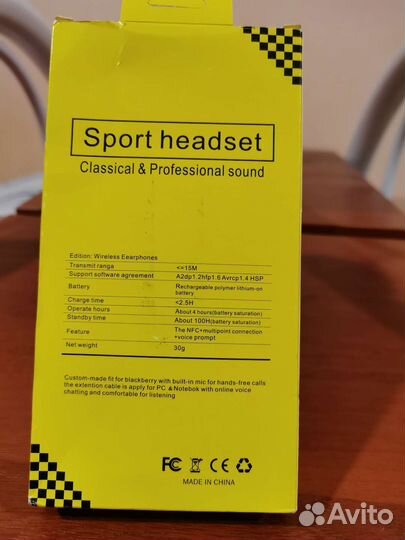 Sport headset
Classical & Professional sound
Edition: Wireless Earphones
Transmit range <=15M
Support software agreement A2dp1.2hfp1.6 Avrcp1.4 HSP
Battery Rechargeable polymer lithium-on
battery
Charge time <2.5H
Operate hours About 4 hours(battery saturation)
Standby time About 100H(battery saturation)
Feature The NFC+multipoint connection
+voice prompt
Net weight 30g
Custom-made fit for blackberry with built-in mic for hands-free calls
the extention cable is apply for PC & Notebok with online voice
chatting and comfortable for listening
FC CE
MADE IN CHINA
Avito